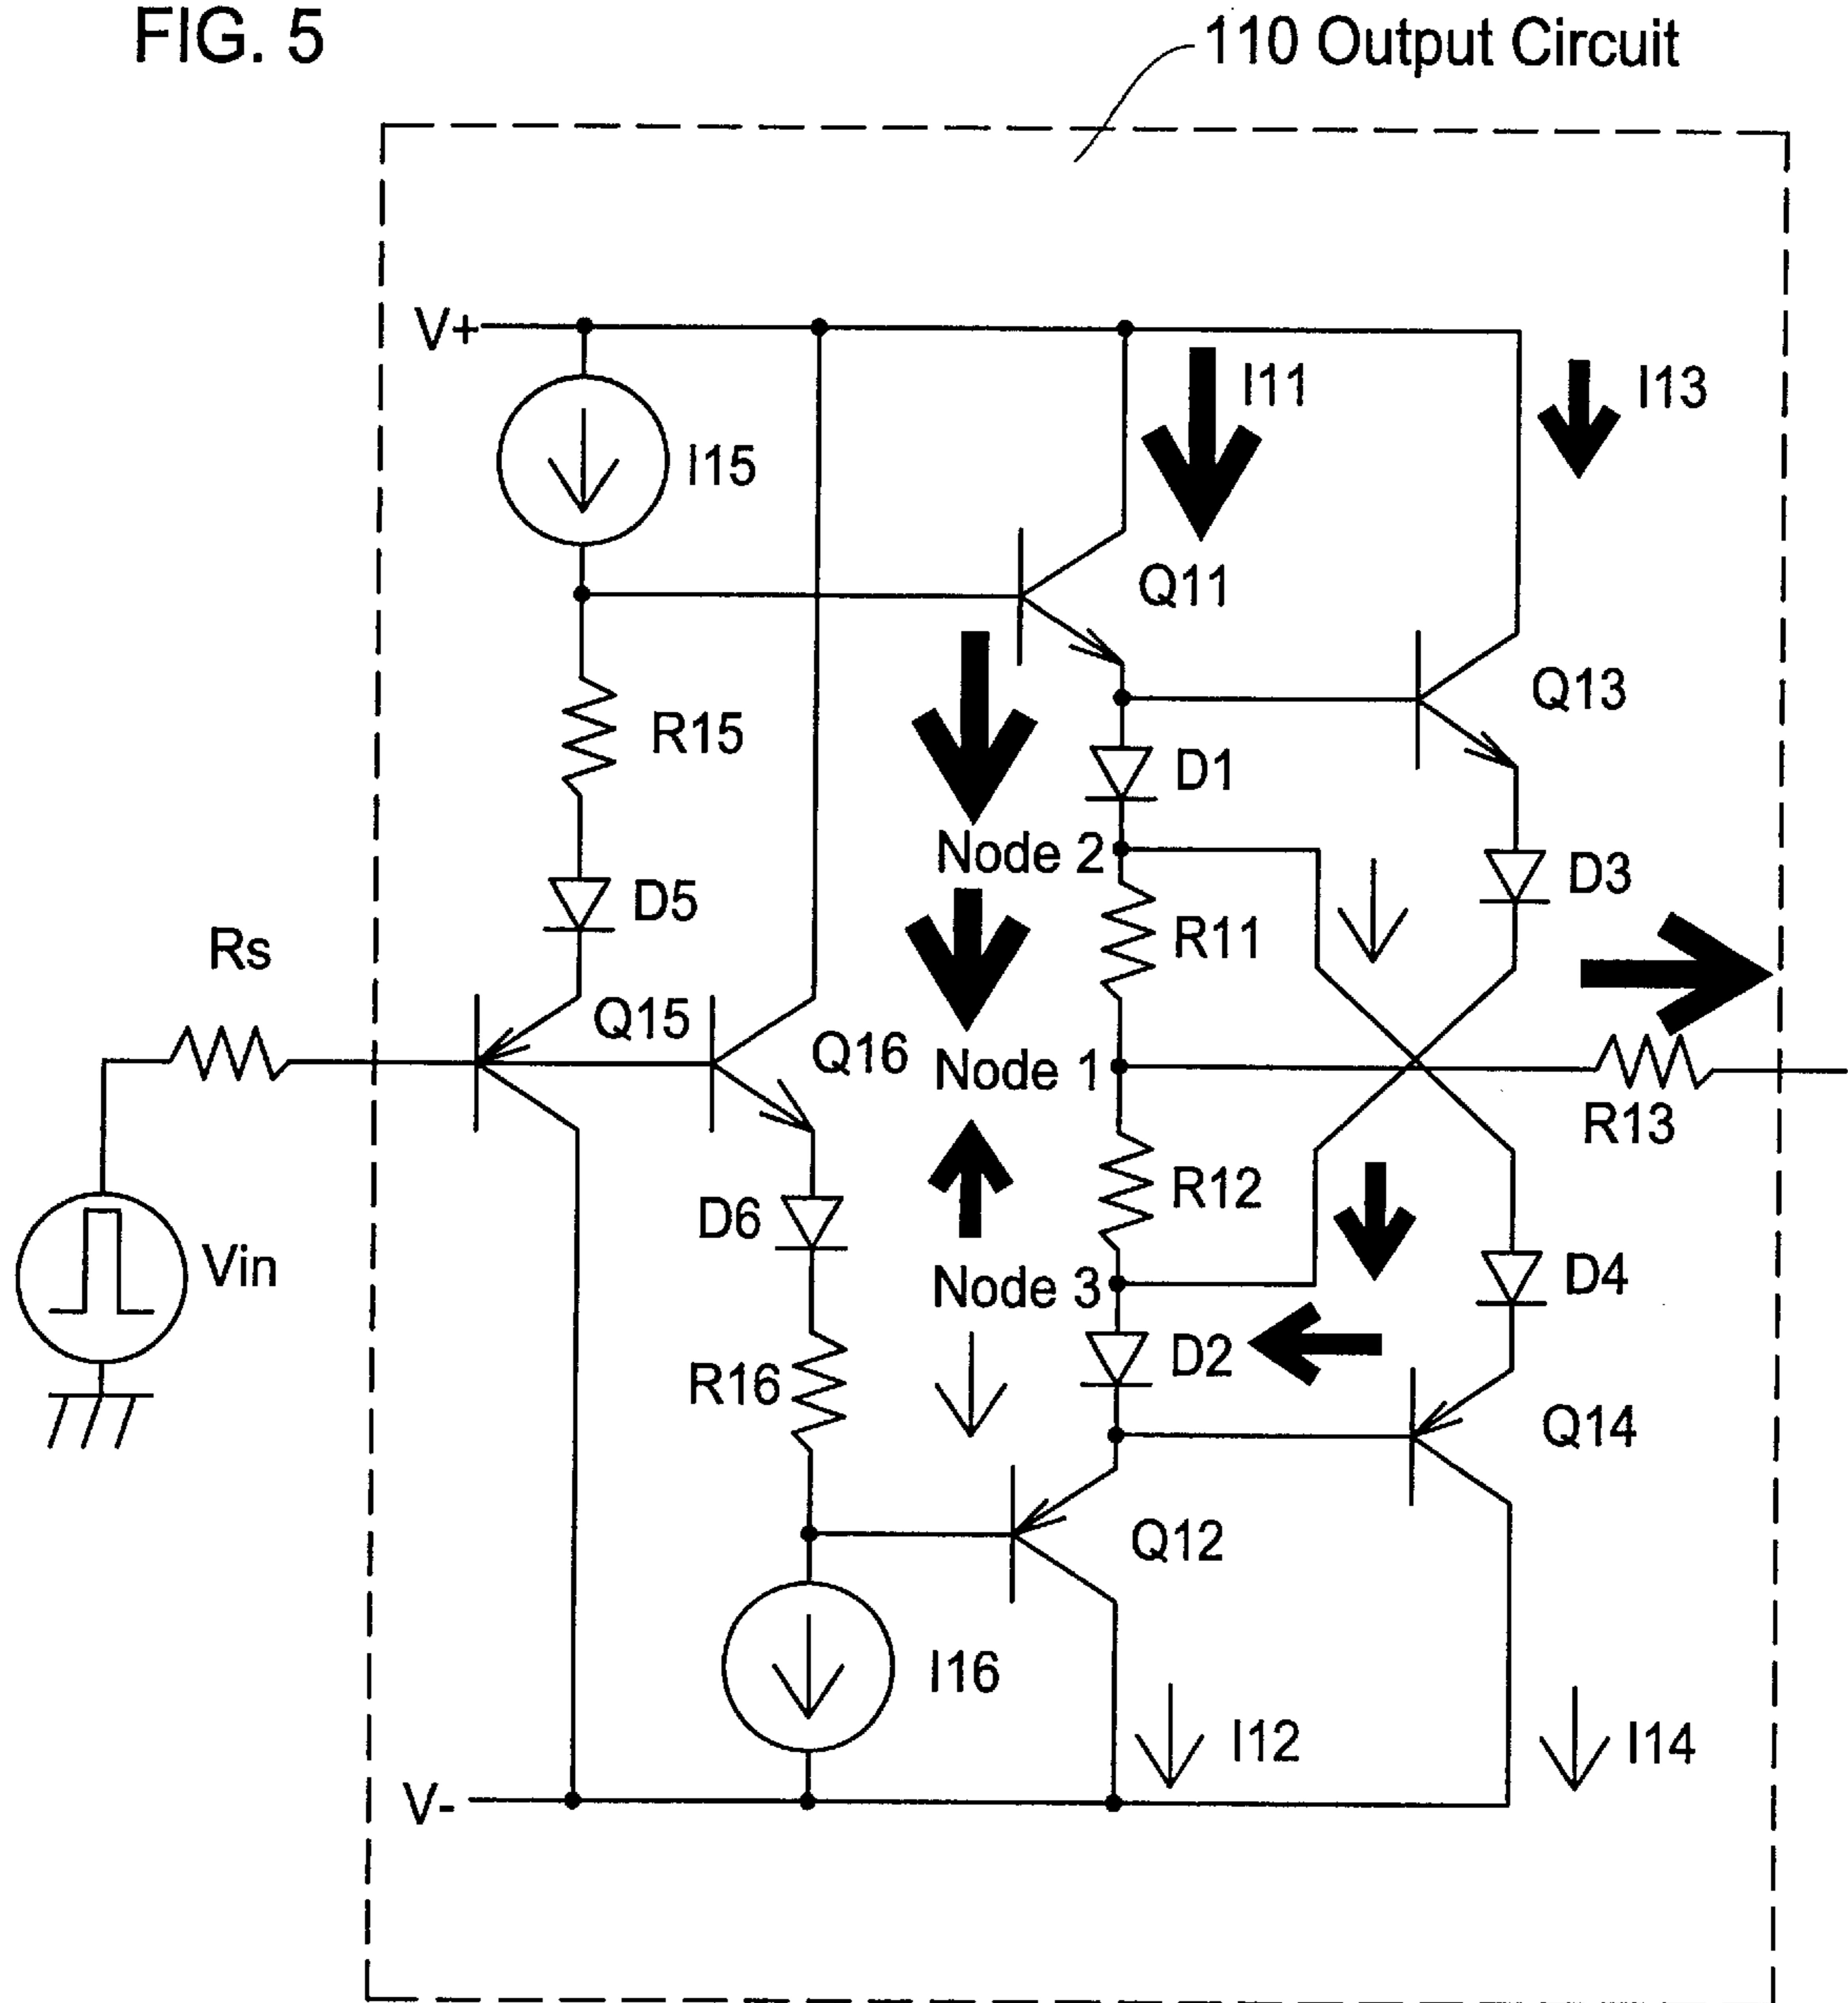 FIG. 5
110 Output Circuit
V+
I11
I13
I15
Q11
Q13
R15
D1
Node 2
D3
D5
R11
Rs
Q15
Q16
Node 1
R13
R12
D6
Vin
Node 3
D4
D2
R16
Q14
Q12
I16
I12
I14
V-